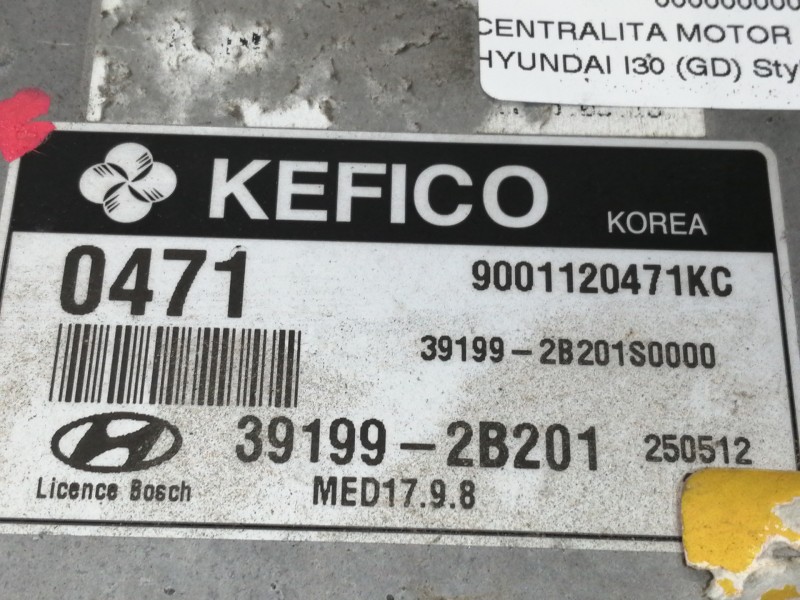 CENTRALITA MOTOR
HYUNDAI I30 (GD) Sty
KEFICO
KOREA
0471
9001120471KC
39199-2B201S0000
39199-2B201
250512
Licence Bosch
MED17.9.8